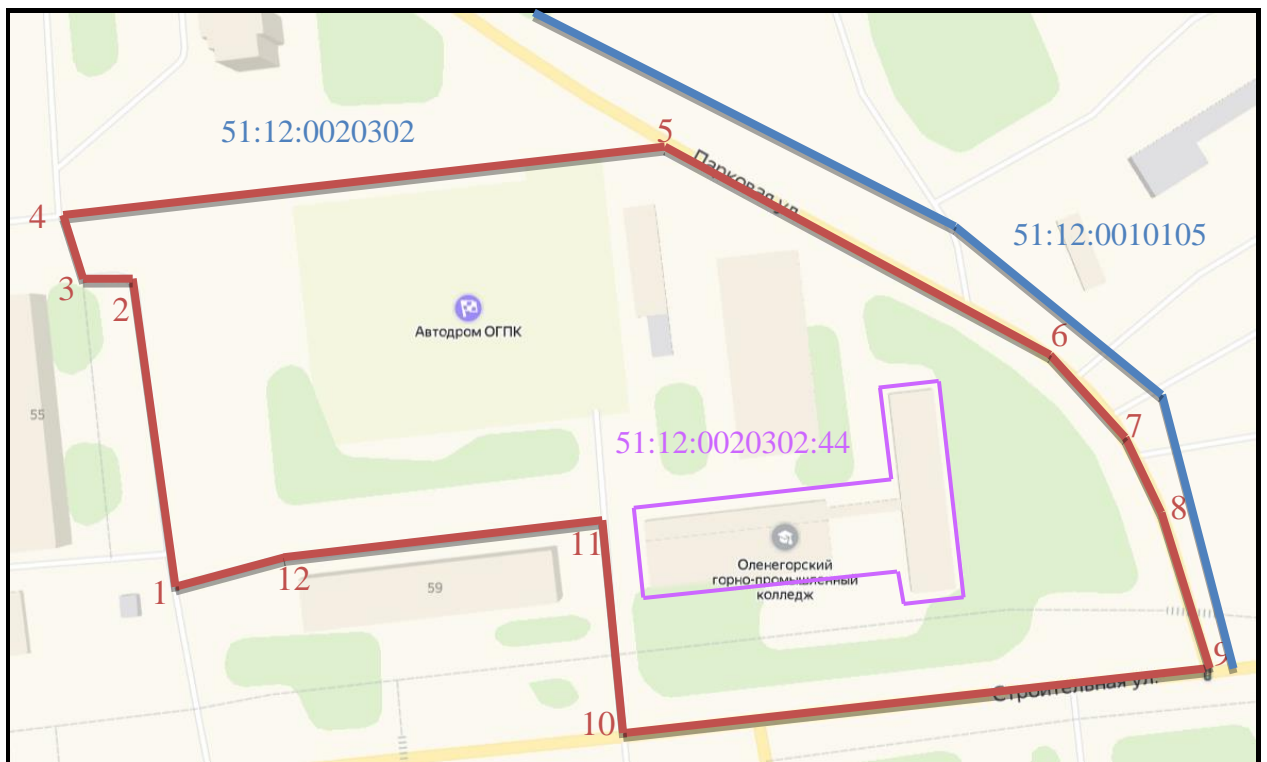 51:12:0020302
5
Парковая ул.
4
51:12:0010105
3
2
Автодром ОГПК
6
55
7
51:12:0020302:44
8
11
Оленегорский
горно-промышленный
колледж
12
59
1
9
Строительная ул.
10